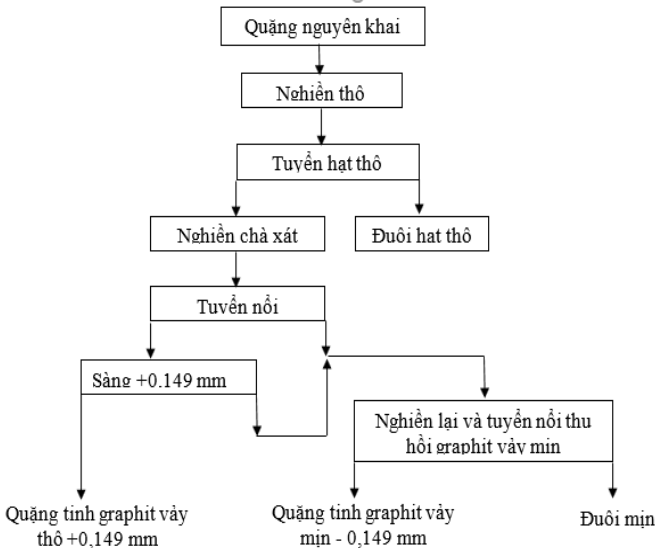 Quặng nguyên khai
Nghiền thô
Tuyển hạt thô
Nghiền chà xát
Đuôi hat thô
Tuyển nổi
Sàng +0.149 mm
Nghiền lại và tuyển nổi thu
hồi graphit vảy min
Quặng tinh graphit vảy
thô +0,149 mm
Quặng tinh graphit vảy
mịn - 0,149 mm
Đuôi mịn